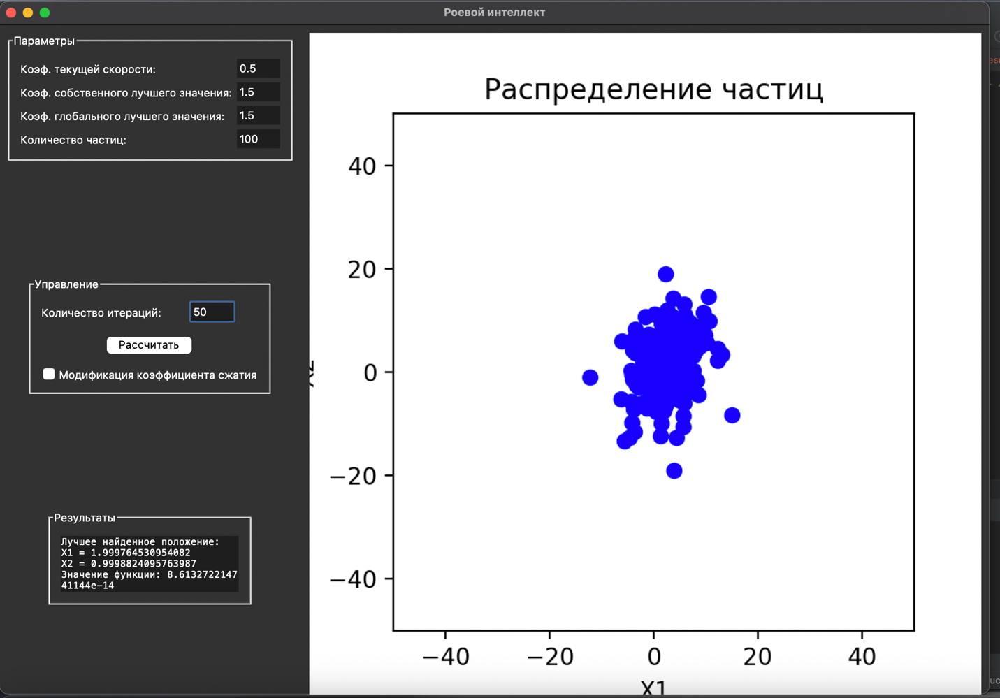 Роевой интеллект
Параметры
Коэф. текущей скорости: 0.5
Коэф. собственного лучшего значения: 1.5
Коэф. глобального лучшего значения: 1.5
Количество частиц: 100
Управление
Количество итераций: 50
Рассчитать
Модификация коэффициента сжатия
Результаты
Лучшее найденное положение:
X1 = 1.999764530954082
X2 = 0.9998824095763987
Значение функции: 8.6132722147
41144e-14
Распределение частиц
40
20
0
−20
−40
−40 −20 0 20 40
X1